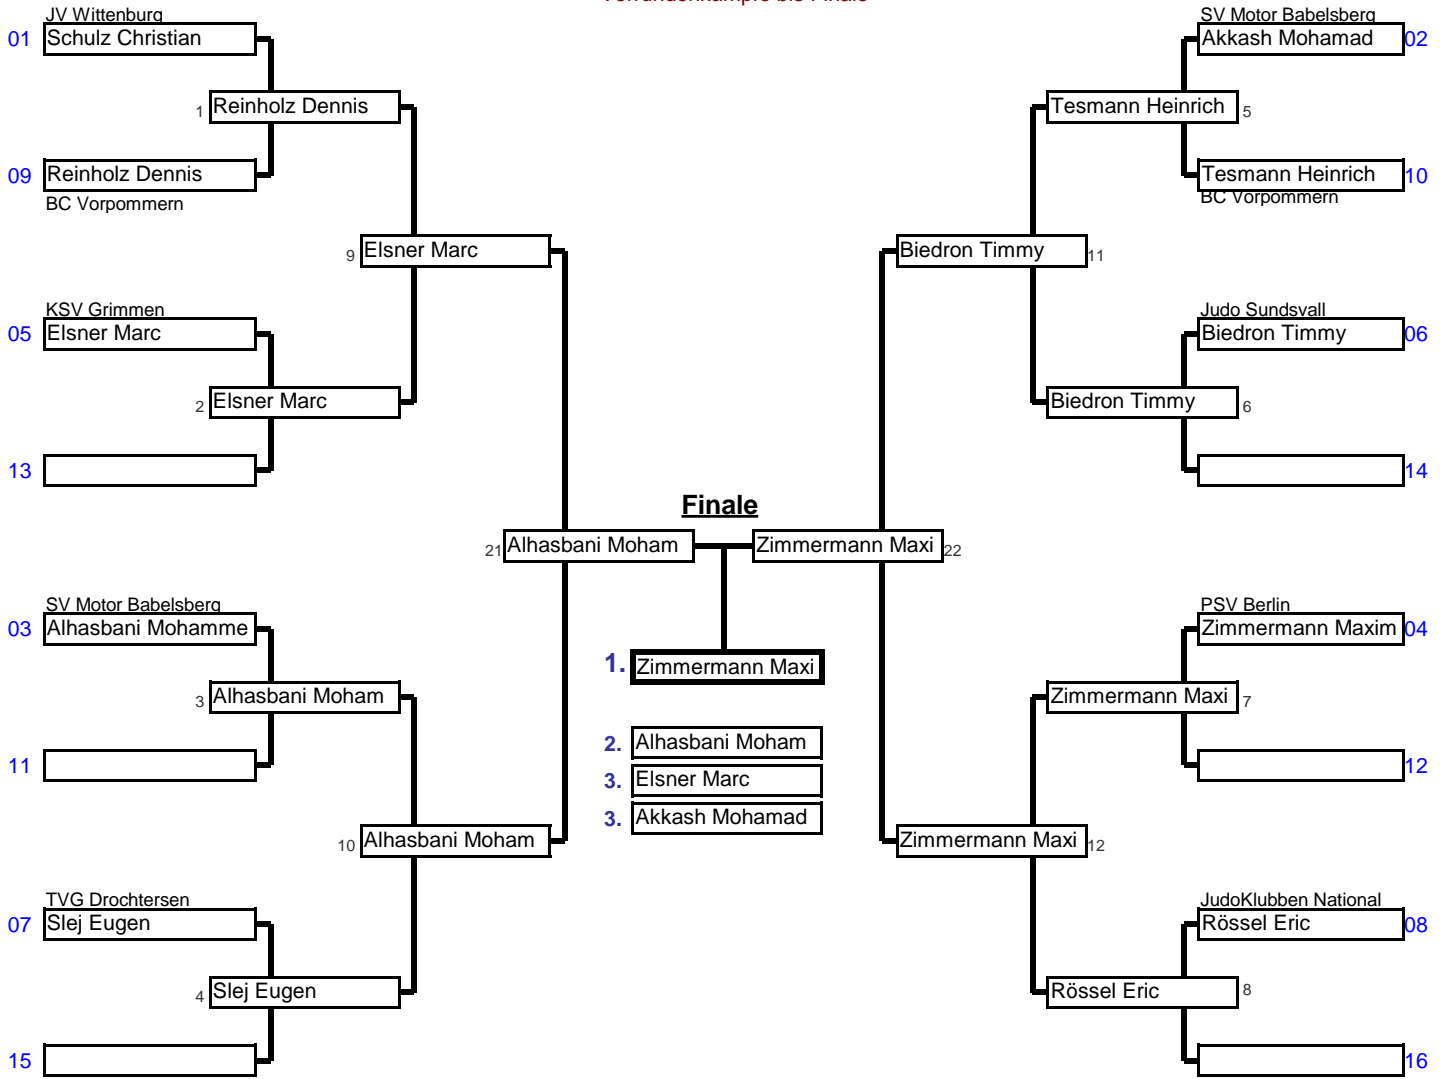 JV Wittenburg
01 Schulz Christian
1 Reinholz Dennis
09 Reinholz Dennis
BC Vorpommern
9 Elsner Marc
KSV Grimmen
05 Elsner Marc
2 Elsner Marc
13
21 Alhasbani Moham
SV Motor Babelsberg
03 Alhasbani Mohamme
3 Alhasbani Moham
11
10 Alhasbani Moham
TVG Drochtersen
07 Slej Eugen
4 Slej Eugen
15
Finale
1. Zimmermann Maxi
2. Alhasbani Moham
3. Elsner Marc
3. Akkash Mohamad
SV Motor Babelsberg
Akkash Mohamad 02
Tesmann Heinrich 5
Tesmann Heinrich 10
BC Vorpommern
Biedron Timmy 11
Judo Sundsvall
Biedron Timmy 06
Biedron Timmy 6
14
Zimmermann Maxi 22
PSV Berlin
Zimmermann Maxim 04
Zimmermann Maxi 7
12
Zimmermann Maxi 12
JudoKlubben National
Rössel Eric 08
Rössel Eric 8
16